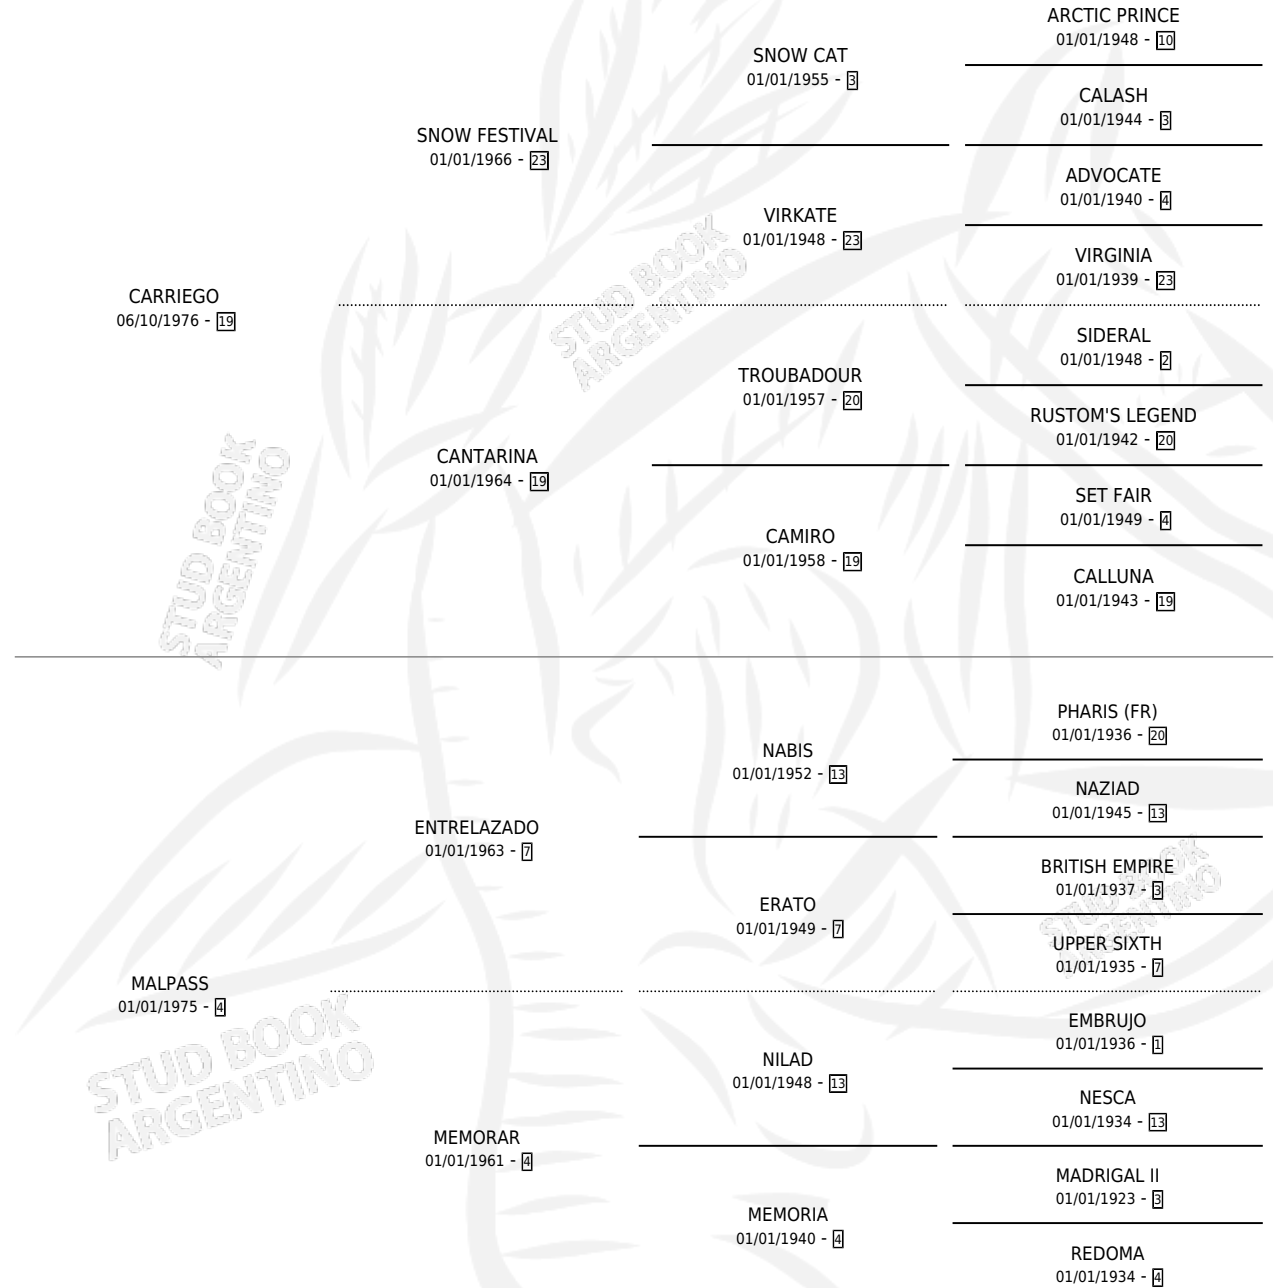 ARCTIC PRINCE
01/01/1948 - 10
SNOW CAT
01/01/1955 - 3
CALASH
01/01/1944 - 3
SNOW FESTIVAL
01/01/1966 - 23
ADVOCATE
01/01/1940 - 4
VIRKATE
01/01/1948 - 23
VIRGINIA
01/01/1939 - 23
CARRIEGO
06/10/1976 - 19
SIDERAL
01/01/1948 - 2
TROUBADOUR
01/01/1957 - 20
RUSTOM'S LEGEND
01/01/1942 - 20
CANTARINA
01/01/1964 - 19
SET FAIR
01/01/1949 - 4
CAMIRO
01/01/1958 - 19
CALLUNA
01/01/1943 - 19
PHARIS (FR)
01/01/1936 - 20
NABIS
01/01/1952 - 13
NAZIAD
01/01/1945 - 13
ENTRELAZADO
01/01/1963 - 7
BRITISH EMPIRE
01/01/1937 - 3
ERATO
01/01/1949 - 7
UPPER SIXTH
01/01/1935 - 7
MALPASS
01/01/1975 - 4
EMBRUJO
01/01/1936 - 1
NILAD
01/01/1948 - 13
NESCA
01/01/1934 - 13
MEMORAR
01/01/1961 - 4
MADRIGAL II
01/01/1923 - 3
MEMORIA
01/01/1940 - 4
REDOMA
01/01/1934 - 4
STUD BOOK
ARGENTINO
STUD BOOK
ARGENTINO
STUD BOOK
ARGENTINO
STUD BOOK
ARGENTINO